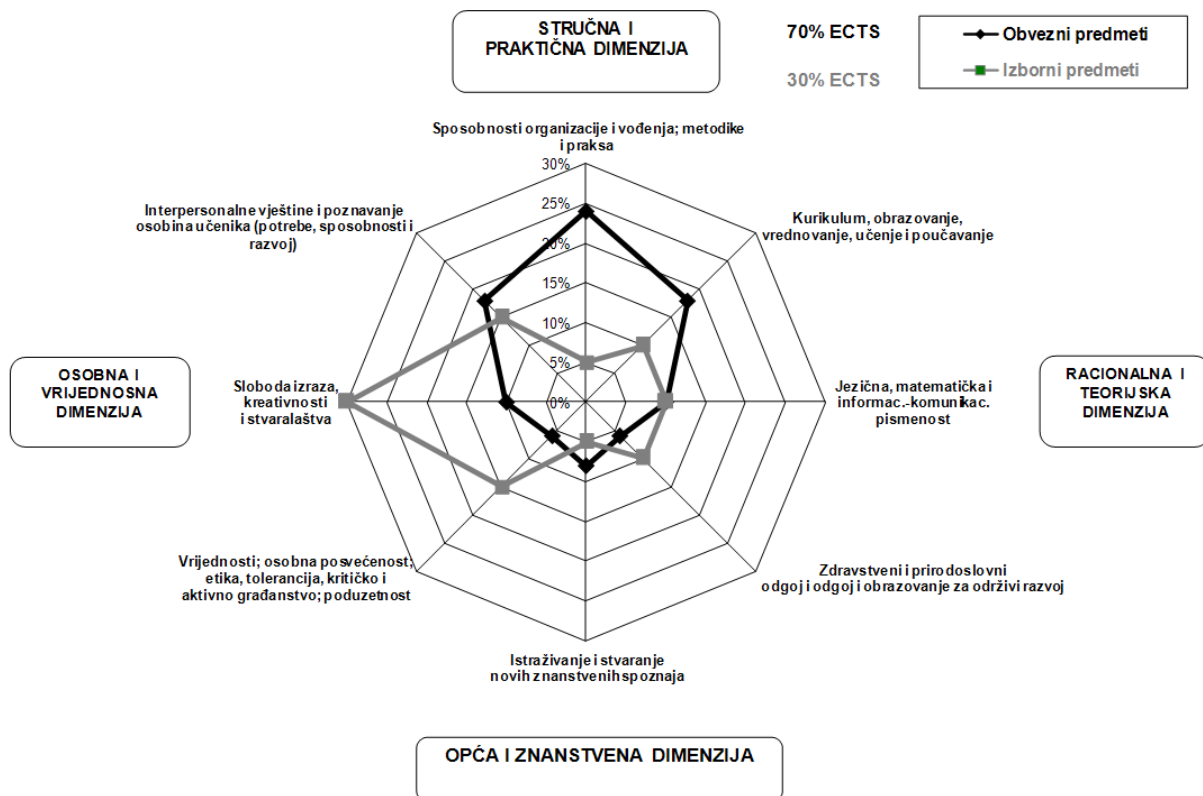 STRUČNA I
PRAKTIČNA DIMENZIJA
70% ECTS
30% ECTS
Obvezni predmeti
Izborni predmeti
Sposobnosti organizacije i vođenja; metodike
i praksa
30%
25%
20%
15%
10%
5%
0%
Interpersonalne vještine i poznavanje
osobina učenika (potrebe, sposobnosti i
razvoj)
Kurikulum, obrazovanje,
vrednovanje, učenje i poučavanje
OSOBNA I
VRIJEDNOSNA
DIMENZIJA
Sloboda izraza,
kreativnosti
i stvaralaštva
Jezična, matematička i
informac.-komunikac.
pismenost
RACIONALNA I
TEORIJSKA
DIMENZIJA
Vrijednosti; osobna posvećenost;
etika, tolerancija, kritičko i
aktivno građanstvo; poduzetnost
Zdravstveni i prirodoslovni
odgoj i odgoj i obrazovanje za održivi razvoj
Istraživanje i stvaranje
novih znanstvenih spoznaja
OPĆA I ZNANSTVENA DIMENZIJA